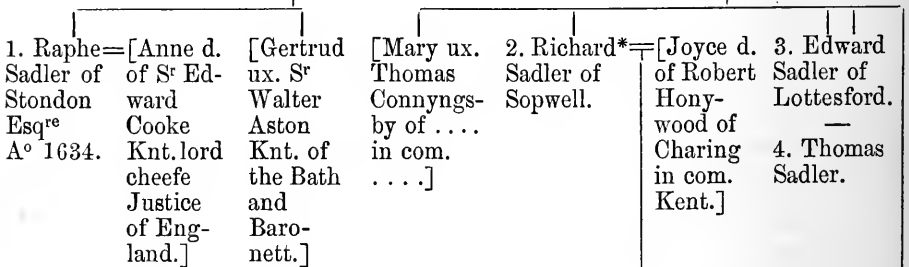 1. Raphe=
Sadler of
Stondon
Esqre
Ao 1634.
[Anne d.
of Sr Ed-
ward
Cooke
Knt. lord
cheefe
Justice
of Eng-
land.]
[Gertrud
ux. Sr
Walter
Aston
Knt. of
the Bath
and
Baro-
nett.]
[Mary ux.
Thomas
Connyngs-
by of ....
in com.
....]
2. Richard*=
Sadler of
Sopwell.
[Joyce d.
of Robert
Hony-
wood of
Charing
in com.
Kent.]
3. Edward
Sadler of
Lottesford.
—
4. Thomas
Sadler.